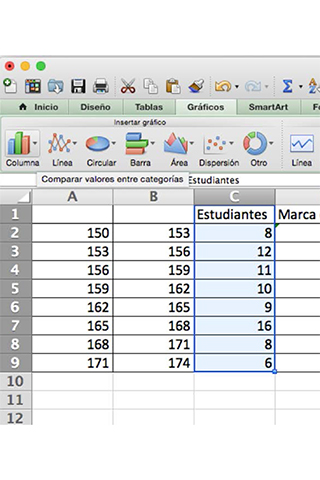 Inicio Diseño Tablas Gráficos SmartArt
Insertar gráfico
Columna Línea Circular Barra Área Dispersión Otro Línea
Comparar valores entre categorías Estudiantes
A B C
1 Estudiantes Marca
2 150 153 8
3 153 156 12
4 156 159 11
5 159 162 10
6 162 165 9
7 165 168 16
8 168 171 8
9 171 174 6
10
11
12